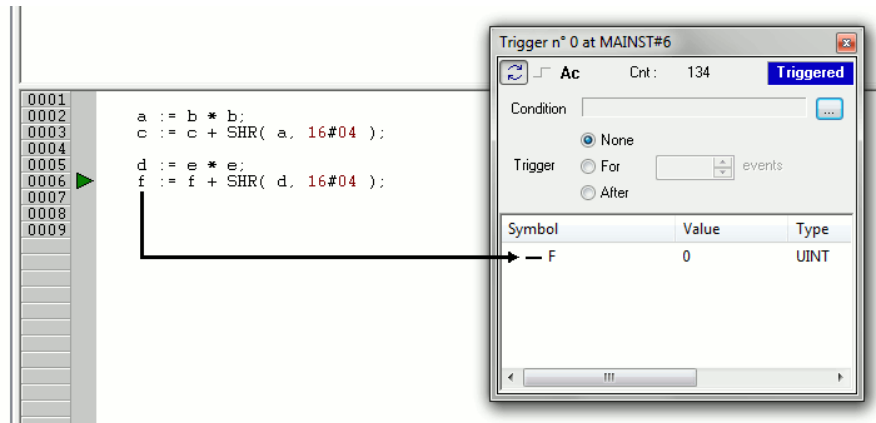 Trigger n° 0 at MAINST#6
Ac Cnt: 134 Triggered
Condition ...
None
Trigger For events
After
Symbol Value Type
F 0 UINT
0001
0002 a := b * b;
0003 c := c + SHR( a, 16#04 );
0004
0005 d := e * e;
0006 f := f + SHR( d, 16#04 );
0007
0008
0009